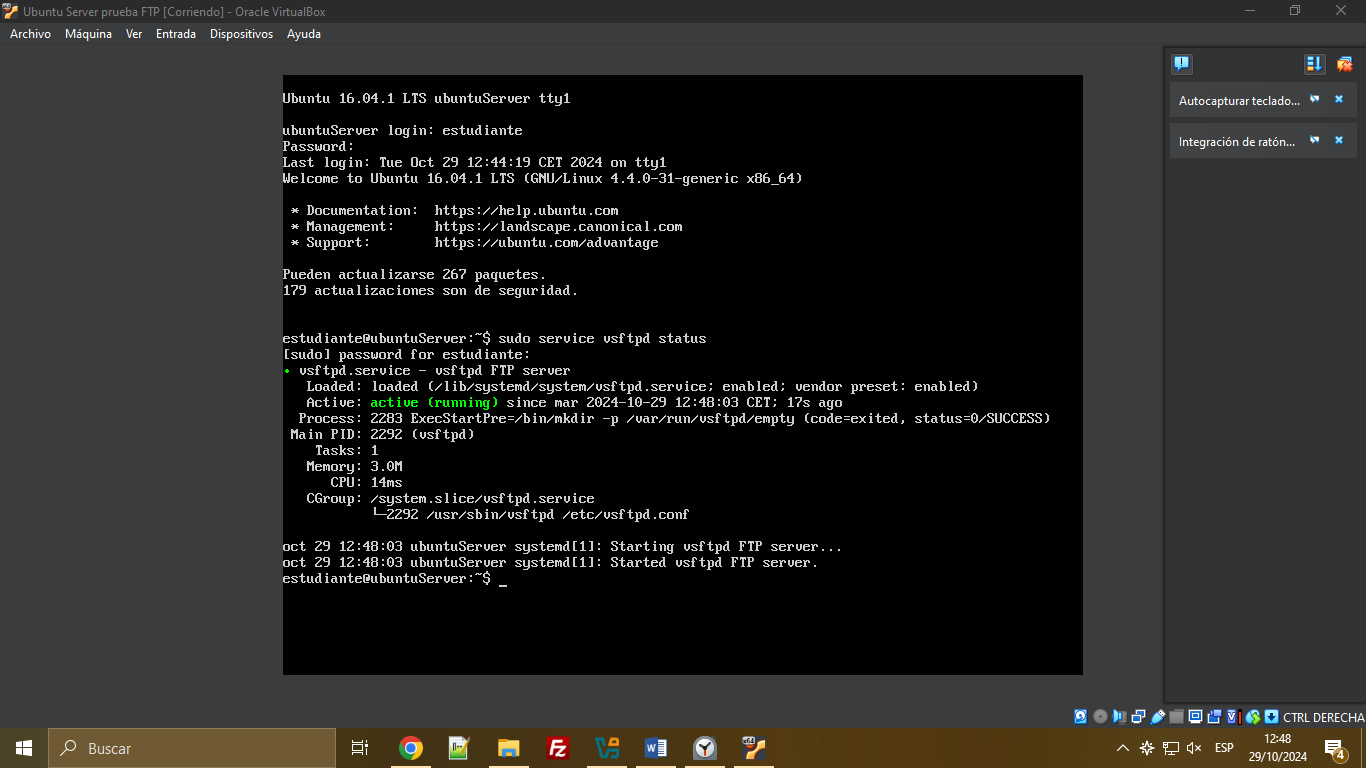 Ubuntu Server prueba FTP [Corriendo] - Oracle VirtualBox
Archivo Máquina Ver Entrada Dispositivos Ayuda
Autocapturar teclado...
Integración de ratón...
Ubuntu 16.04.1 LTS ubuntuServer tty1
ubuntuServer login: estudiante
Password:
Last login: Tue Oct 29 12:44:19 CET 2024 on tty1
Welcome to Ubuntu 16.04.1 LTS (GNU/Linux 4.4.0-31-generic x86_64)
* Documentation: https://help.ubuntu.com
* Management: https://landscape.canonical.com
* Support: https://ubuntu.com/advantage
Pueden actualizarse 267 paquetes.
179 actualizaciones son de seguridad.
estudiante@ubuntuServer:~$ sudo service vsftpd status
[sudo] password for estudiante:
• vsftpd.service - vsftpd FTP server
Loaded: loaded (/lib/systemd/system/vsftpd.service; enabled; vendor preset: enabled)
Active: active (running) since mar 2024-10-29 12:48:03 CET; 17s ago
Process: 2283 ExecStartPre=/bin/mkdir -p /var/run/vsftpd/empty (code=exited, status=0/SUCCESS)
Main PID: 2292 (vsftpd)
Tasks: 1
Memory: 3.0M
CPU: 14ms
CGroup: /system.slice/vsftpd.service
└─2292 /usr/sbin/vsftpd /etc/vsftpd.conf
oct 29 12:48:03 ubuntuServer systemd[1]: Starting vsftpd FTP server...
oct 29 12:48:03 ubuntuServer systemd[1]: Started vsftpd FTP server.
estudiante@ubuntuServer:~$ _
CTRL DERECHA
Buscar
ESP
12:48
29/10/2024
4